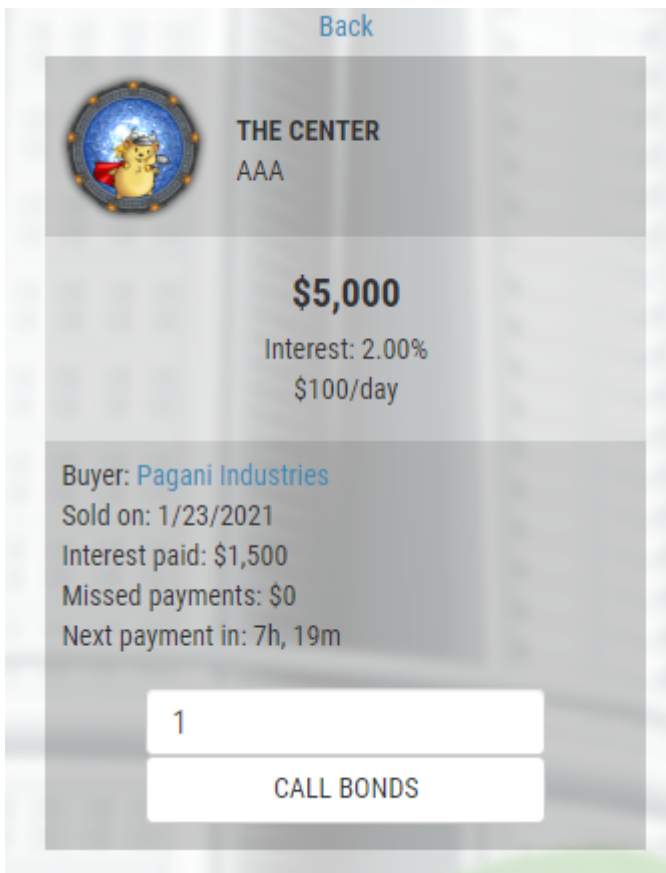 Back
THE CENTER
AAA
$5,000
Interest: 2.00%
$100/day
Buyer: Pagani Industries
Sold on: 1/23/2021
Interest paid: $1,500
Missed payments: $0
Next payment in: 7h, 19m
1
CALL BONDS